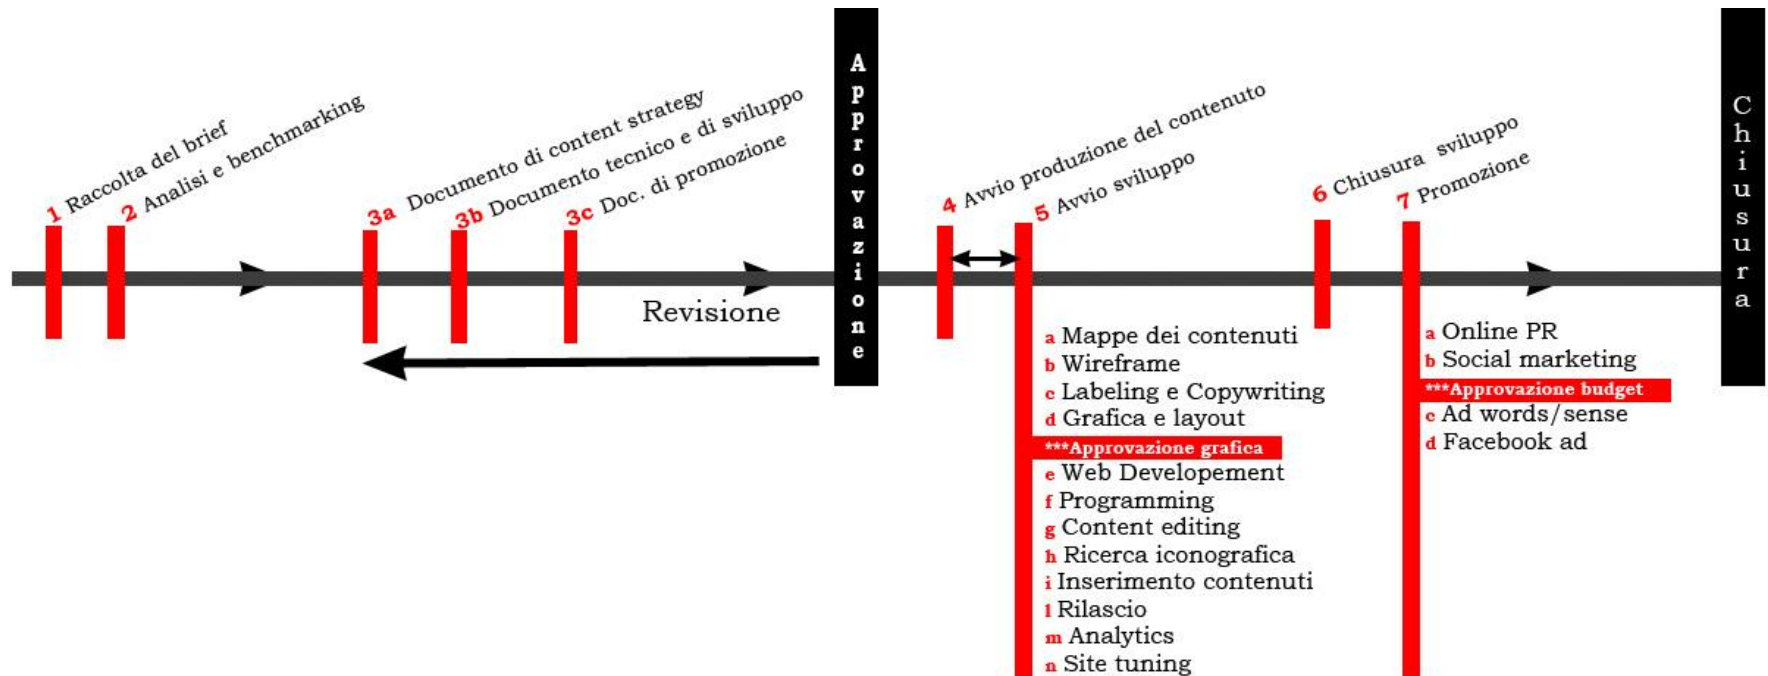 1 Raccolta del brief
2 Analisi e benchmarking
3a Documento di content strategy
3b Documento tecnico e di sviluppo
3c Doc. di promozione
Revisione
Approvazione
4 Avvio produzione del contenuto
5 Avvio sviluppo
a Mappe dei contenuti
b Wireframe
c Labeling e Copywriting
d Grafica e layout
***Approvazione grafica
e Web Developement
f Programming
g Content editing
h Ricerca iconografica
i Inserimento contenuti
l Rilascio
m Analytics
n Site tuning
6 Chiusura sviluppo
7 Promozione
a Online PR
b Social marketing
***Approvazione budget
c Ad words/sense
d Facebook ad
Chiusura